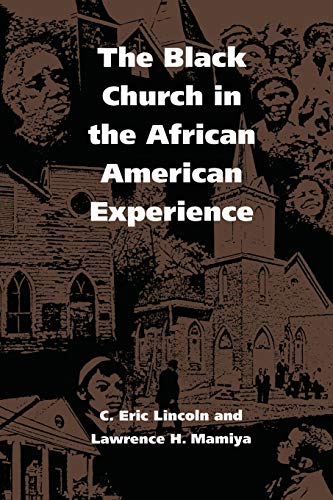 The Black
Church in
the African
American
Experience
C. Eric Lincoln and
Lawrence H. Mamiya